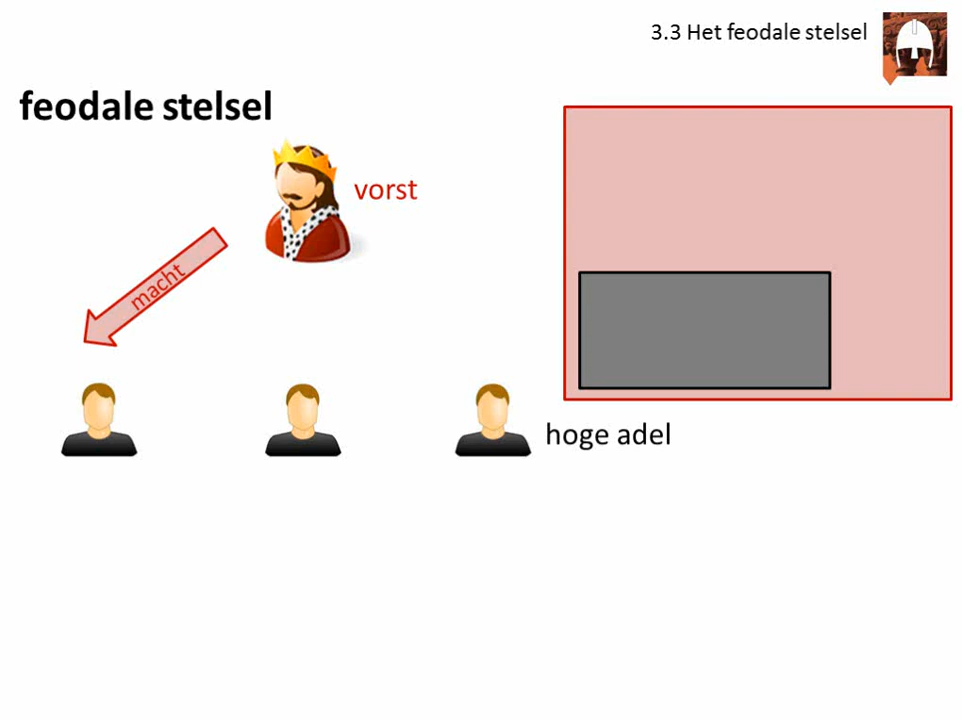 3.3 Het feodale stelsel
feodale stelsel
vorst
macht
hoge adel